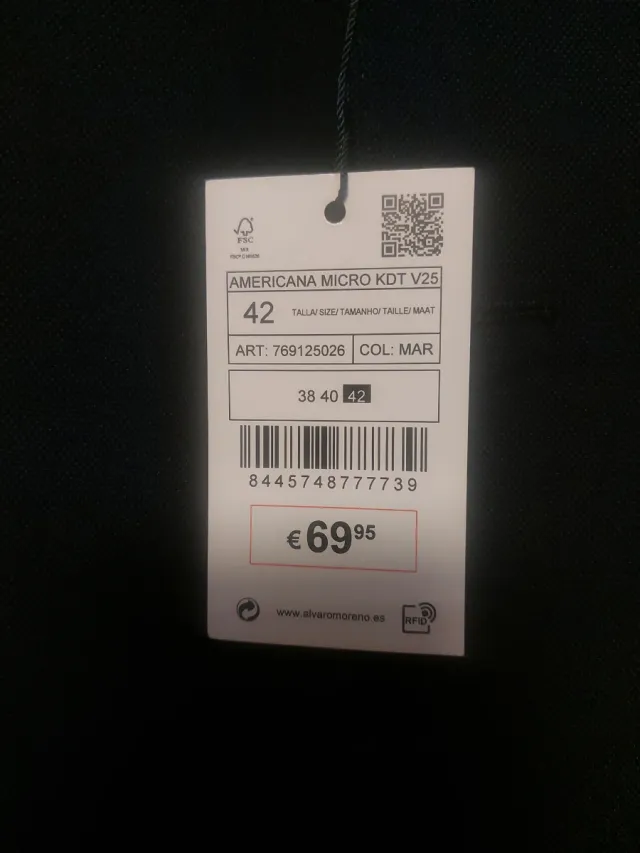 FSC
AMERICANA MICRO KDT V25
42 TALLA/ SIZE/ TAMANHO/ TAILLE/ MAAT
ART: 769125026 COL: MAR
38 40 42
8445748777739
€69⁹⁵
www.alvaromoreno.es
RFID